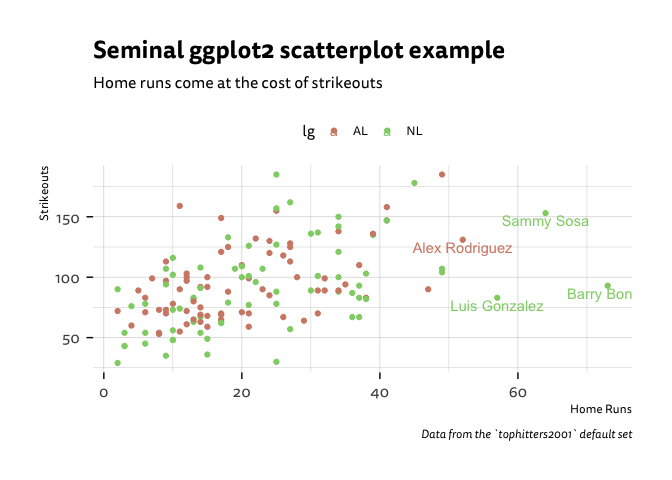 Seminal ggplot2 scatterplot example
Home runs come at the cost of strikeouts
lg a AL a NL
Strikeouts
150
100
50
Sammy Sosa
Alex Rodriguez
Barry Bon
Luis Gonzalez
0 20 40 60
Home Runs
Data from the `tophitters2001` default set